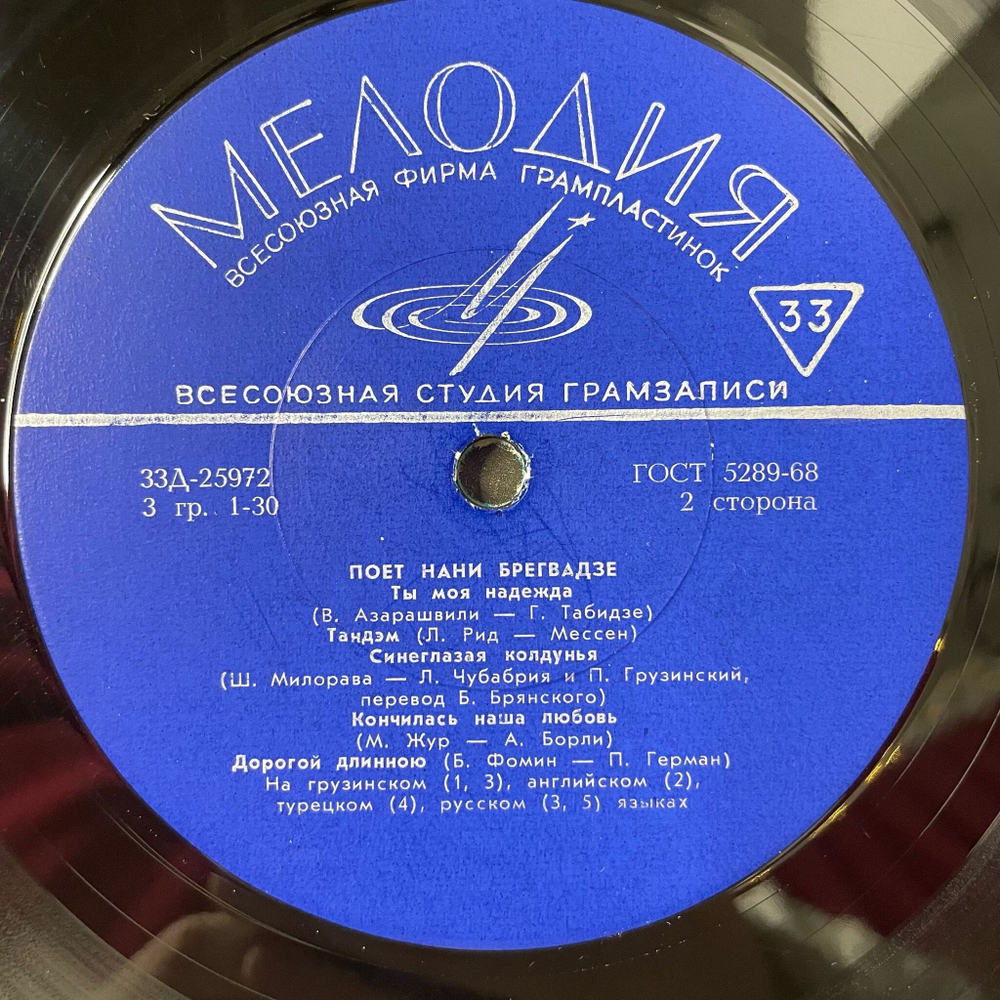 МЕЛОДИЯ
ВСЕСОЮЗНАЯ ФИРМА ГРАМПЛАСТИНОК
33
ВСЕСОЮЗНАЯ СТУДИЯ ГРАМЗАПИСИ
33Д-25972
ГОСТ 5289-68
3 гр. 1-30
2 сторона
ПОЕТ НАНИ БРЕГВАДЗЕ
Ты моя надежда
(В. Азарашвили — Г. Табидзе)
Тандэм (Л. Рид — Мессен)
Синеглазая колдунья
(Ш. Милорава — Л. Чубабрия и П. Грузинский,
перевод Б. Брянского)
Кончилась наша любовь
(М. Жур — А. Борли)
Дорогой длинною (Б. Фомин — П. Герман)
На грузинском (1, 3), английском (2),
турецком (4), русском (3, 5) языках